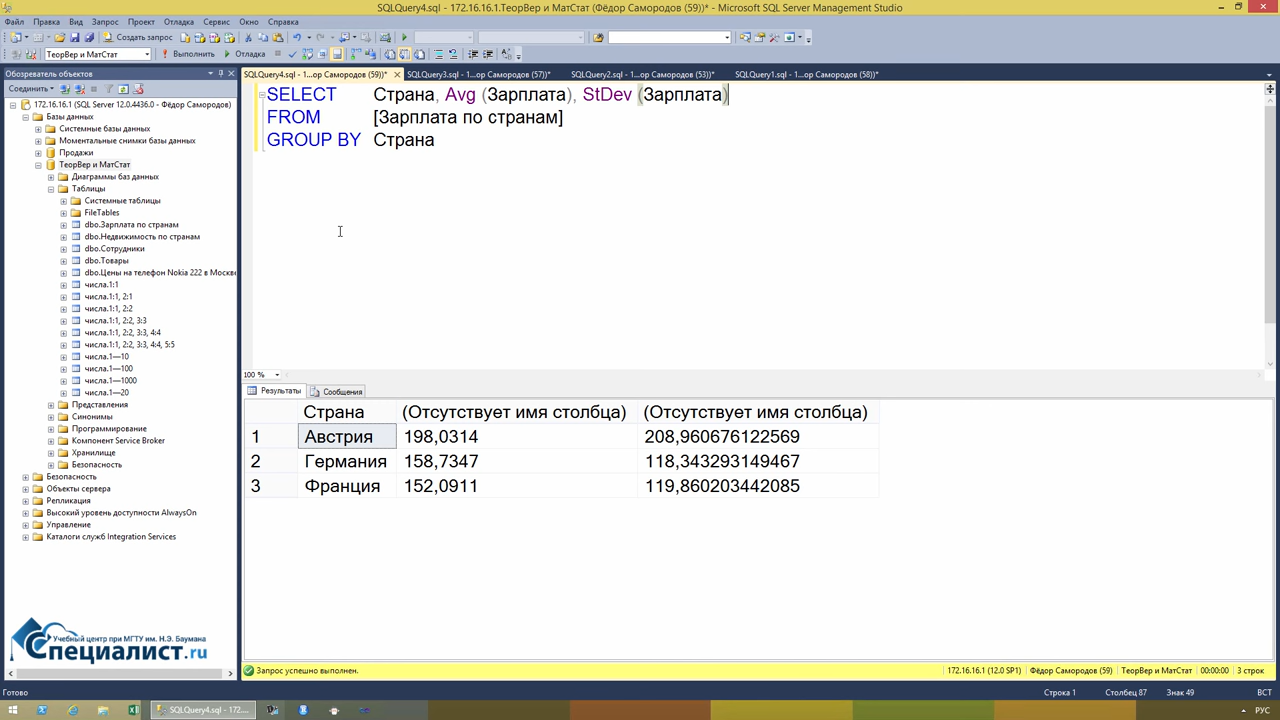 SQLQuery4.sql - 172.16.16.1.ТеорВер и МатСтат (Фёдор Самородов (59))* - Microsoft SQL Server Management Studio
Файл Правка Вид Запрос Проект Отладка Сервис Окно Справка
Создать запрос
ТеорВер и МатСтат Выполнить Отладка
Обозреватель объектов
SQLQuery4.sql - 1...ор Самородов (59))* SQLQuery3.sql - 1...ор Самородов (57))* SQLQuery2.sql - 1...ор Самородов (53))* SQLQuery1.sql - 1...ор Самородов (58))*
Соединить
172.16.16.1 (SQL Server 12.0.4436.0 - Фёдор Самородов)
Базы данных
Системные базы данных
Моментальные снимки базы данных
Продажи
ТеорВер и МатСтат
Диаграммы баз данных
Таблицы
Системные таблицы
FileTables
dbo.Зарплата по странам
dbo.Недвижимость по странам
dbo.Сотрудники
dbo.Товары
dbo.Цены на телефон Nokia 222 в Москве
числа.1:1
числа.1:1, 2:1
числа.1:1, 2:2
числа.1:1, 2:2, 3:3
числа.1:1, 2:2, 3:3, 4:4
числа.1:1, 2:2, 3:3, 4:4, 5:5
числа.1—10
числа.1—100
числа.1—1000
числа.1—20
Представления
Синонимы
Программирование
Компонент Service Broker
Хранилище
Безопасность
Безопасность
Объекты сервера
Репликация
Высокий уровень доступности AlwaysOn
Управление
Каталоги служб Integration Services
SELECT Страна, Avg (Зарплата), StDev (Зарплата)
FROM [Зарплата по странам]
GROUP BY Страна
100 %
Результаты Сообщения
Страна (Отсутствует имя столбца) (Отсутствует имя столбца)
1 Австрия 198,0314 208,960676122569
2 Германия 158,7347 118,343293149467
3 Франция 152,0911 119,860203442085
Учебный центр при МГТУ им. Н.Э. Баумана
Специалист.ru
Запрос успешно выполнен. 172.16.16.1 (12.0 SP1) Фёдор Самородов (59) ТеорВер и МатСтат 00:00:00 3 строк
Готово Строка 1 Столбец 87 Знак 49 ВСТ
SQLQuery4.sql - 172.... РУС